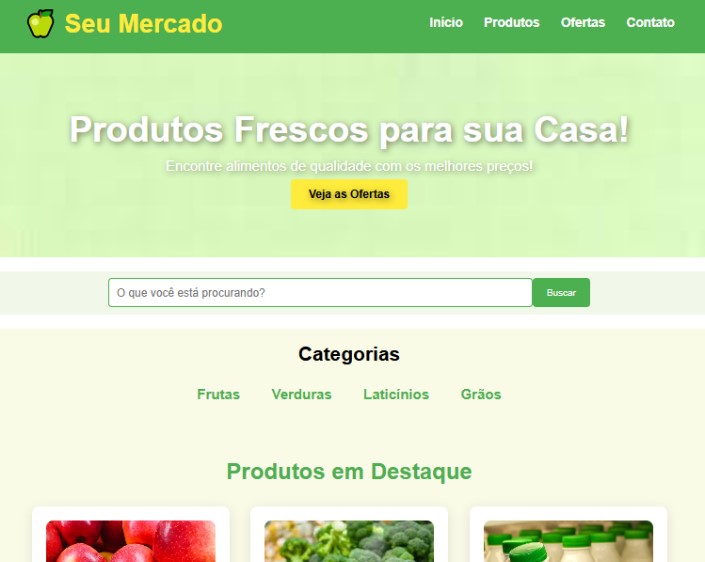 Seu Mercado
Início Produtos Ofertas Contato
Produtos Frescos para sua Casa!
Encontre alimentos de qualidade com os melhores preços!
Veja as Ofertas
O que você está procurando? Buscar
Categorias
Frutas Verduras Laticínios Grãos
Produtos em Destaque